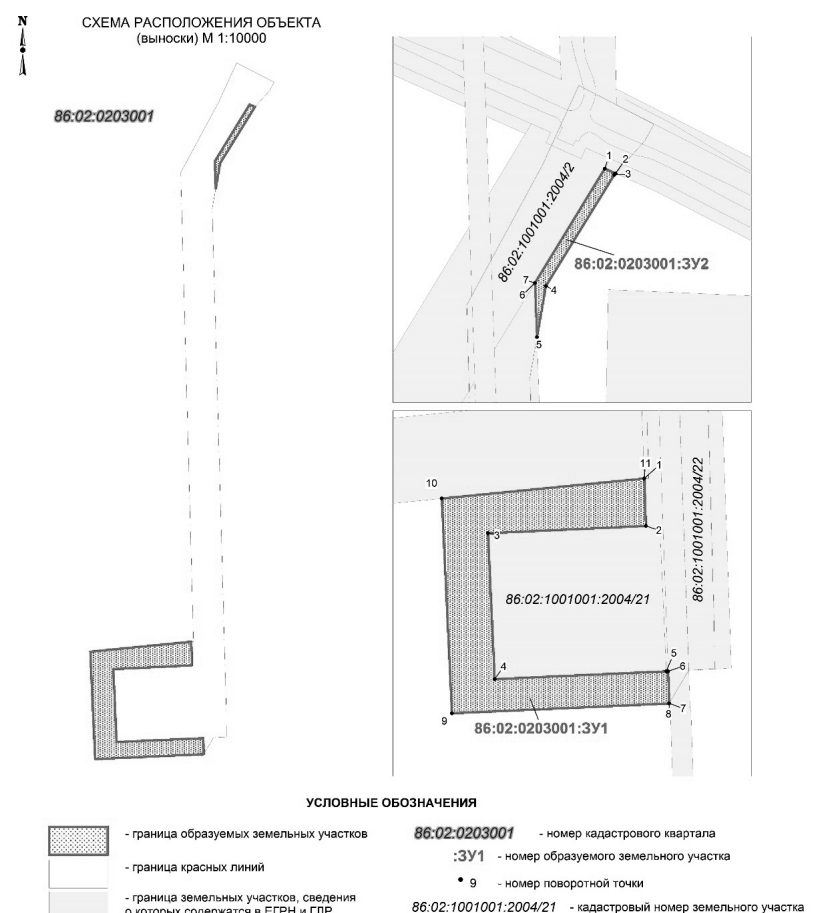 N
СХЕМА РАСПОЛОЖЕНИЯ ОБЪЕКТА
(выноски) М 1:10000
86:02:0203001
1
2
3
86:02:1001001:2004/2
86:02:0203001:ЗУ2
7
6
4
5
10
11
1
2
3
86:02:1001001:2004/22
86:02:1001001:2004/21
4
5
6
7
8
9
86:02:0203001:ЗУ1
УСЛОВНЫЕ ОБОЗНАЧЕНИЯ
- граница образуемых земельных участков
- граница красных линий
- граница земельных участков, сведения
о которых содержатся в ЕГРН и ГЛР
86:02:0203001 - номер кадастрового квартала
:ЗУ1 - номер образуемого земельного участка
9 - номер поворотной точки
86:02:1001001:2004/21 - кадастровый номер земельного участка